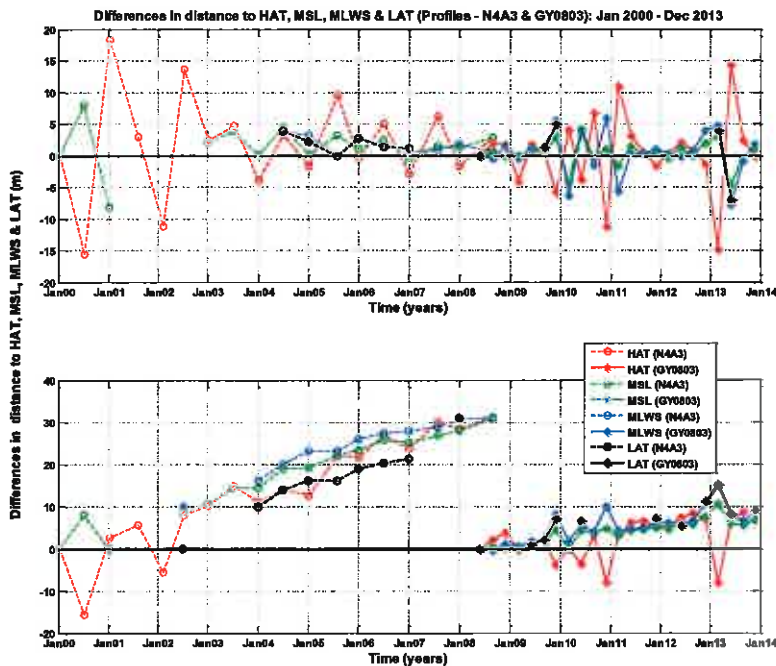 Differences in distance to HAT, MSL, MLWS & LAT (Profiles - N4A3 & GY0803): Jan 2000 - Dec 2013
Differences in distance to HAT, MSL, MLWS & LAT (m)
20
15
10
5
0
-5
-10
-15
-20
Jan00 Jan01 Jan02 Jan03 Jan04 Jan05 Jan06 Jan07 Jan08 Jan09 Jan10 Jan11 Jan12 Jan13 Jan14
Time (years)
HAT (N4A3)
HAT (GY0803)
MSL (N4A3)
MSL (GY0803)
MLWS (N4A3)
MLWS (GY0803)
LAT (N4A3)
LAT (GY0803)
40
30
20
10
0
-10
-20
Jan00 Jan01 Jan02 Jan03 Jan04 Jan05 Jan06 Jan07 Jan08 Jan09 Jan10 Jan11 Jan12 Jan13 Jan14
Time (years)